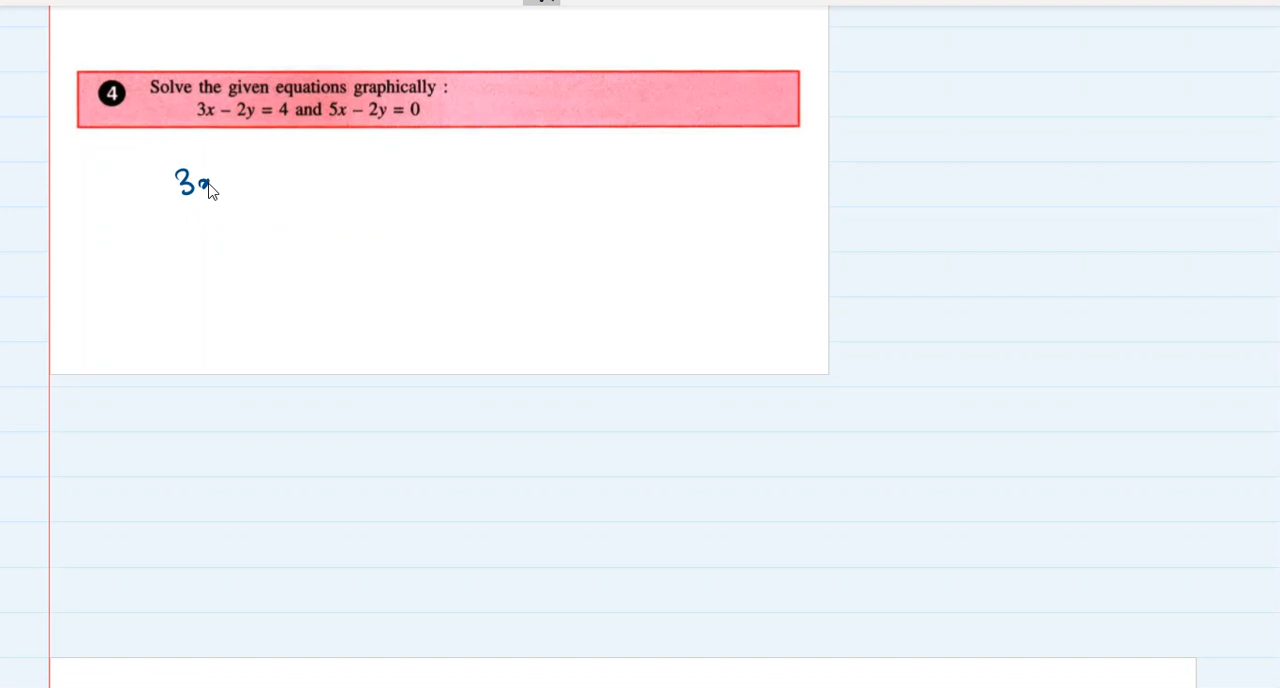 4 Solve the given equations graphically :
3x – 2y = 4 and 5x – 2y = 0
3